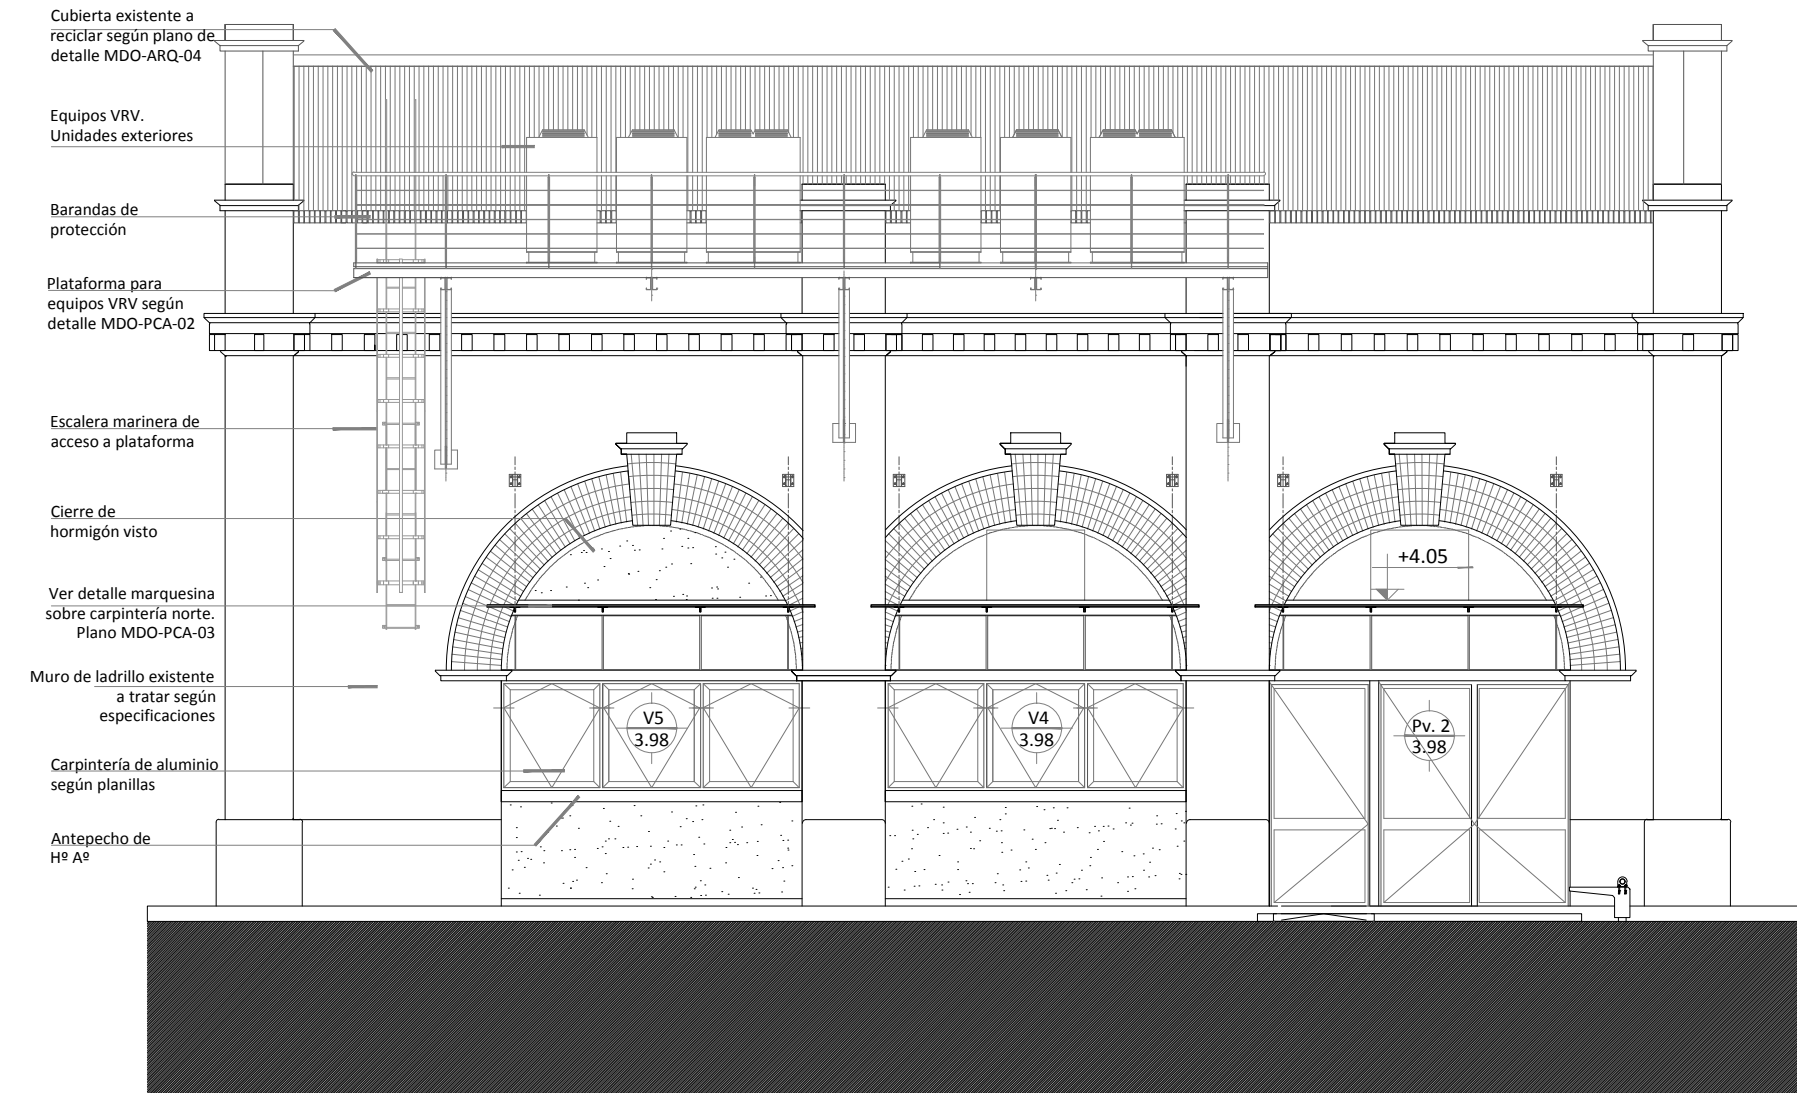 Cubierta existente a
reciclar según plano de
detalle MDO-ARQ-04
Equipos VRV.
Unidades exteriores
Barandas de
protección
Plataforma para
equipos VRV según
detalle MDO-PCA-02
Escalera marinera de
acceso a plataforma
Cierre de
hormigón visto
Ver detalle marquesina
sobre carpintería norte.
Plano MDO-PCA-03
Muro de ladrillo existente
a tratar según
especificaciones
Carpintería de aluminio
según planillas
Antepecho de
Hº Aº
+4.05
V5
3.98
V4
3.98
Pv. 2
3.98